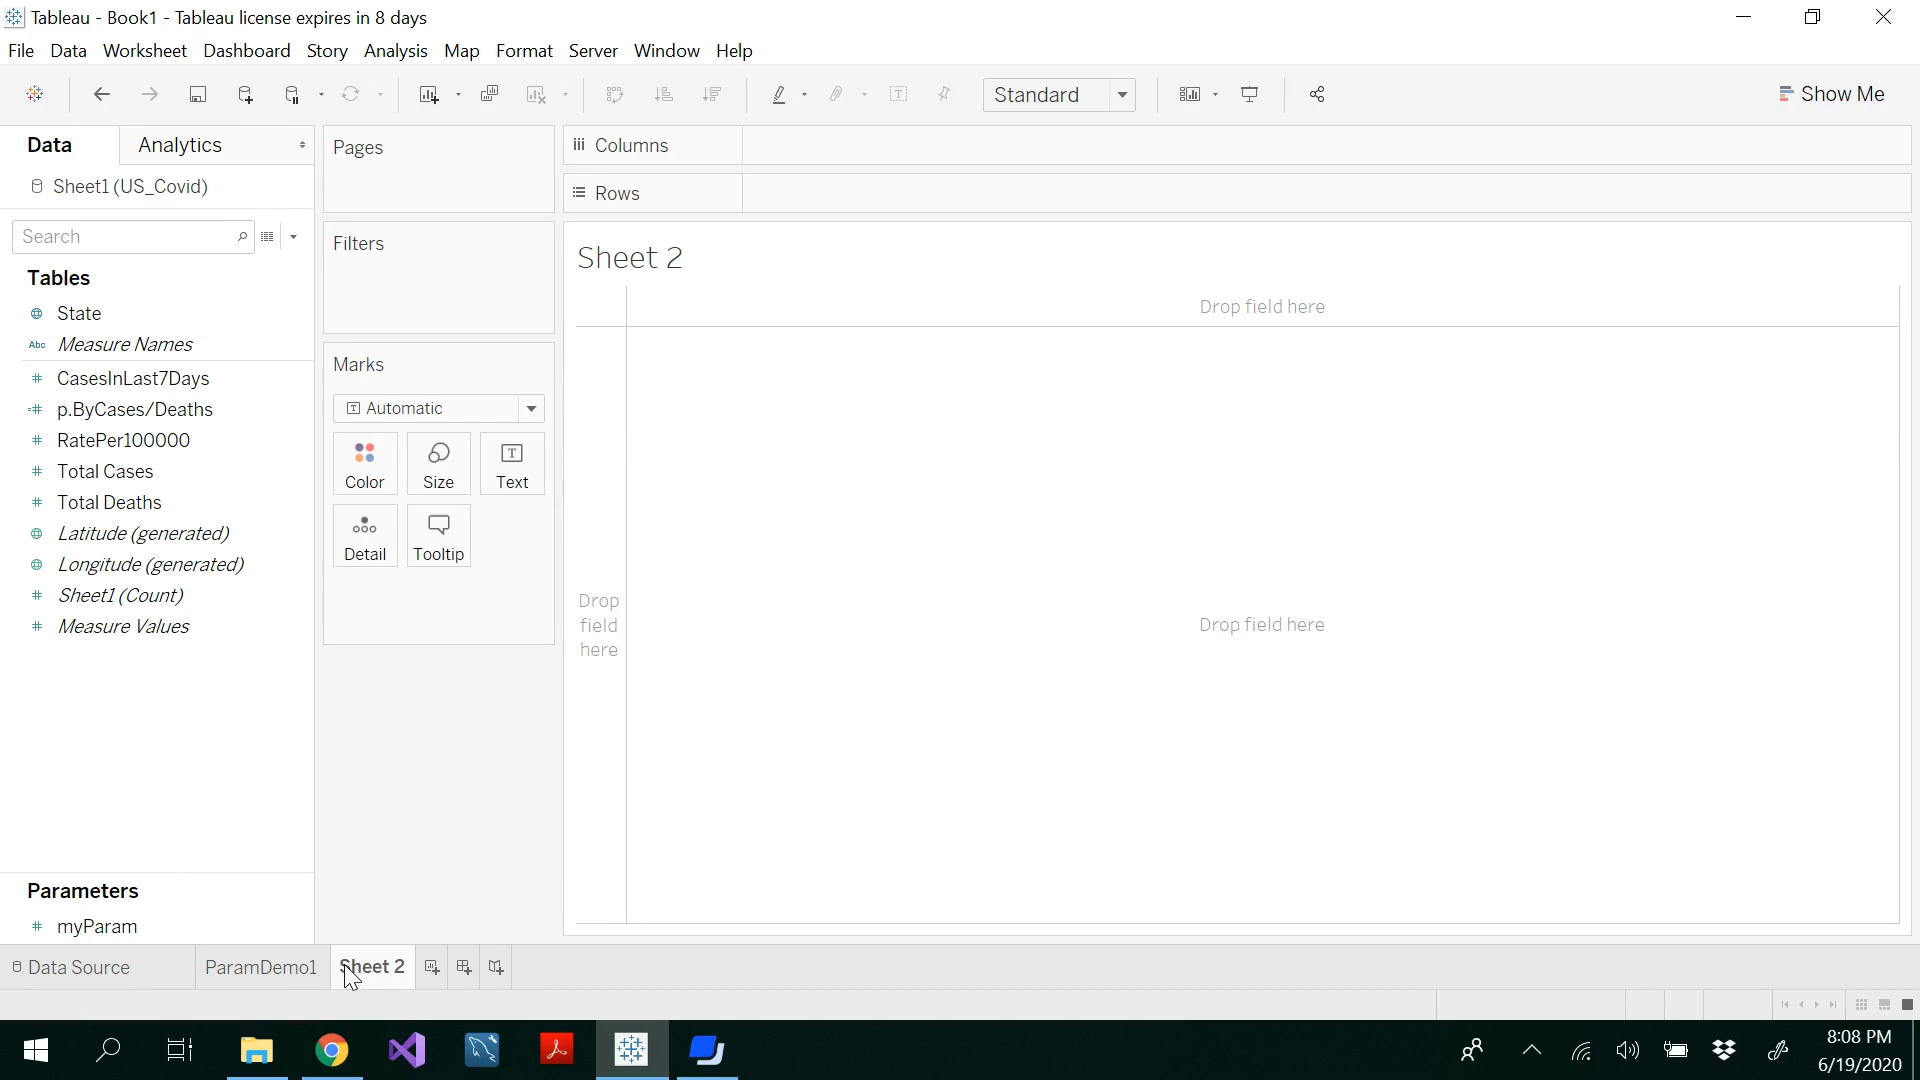 Tableau - Book1 - Tableau license expires in 8 days
File Data Worksheet Dashboard Story Analysis Map Format Server Window Help
Standard
Show Me
Data
Analytics
Sheet1 (US_Covid)
Search
Tables
State
Abc Measure Names
CasesInLast7Days
p.ByCases/Deaths
RatePer100000
Total Cases
Total Deaths
Latitude (generated)
Longitude (generated)
Sheet1 (Count)
Measure Values
Parameters
myParam
Pages
Filters
Marks
T Automatic
Color
Size
T Text
Detail
Tooltip
Columns
Rows
Sheet 2
Drop field here
Drop
field
here
Drop field here
Data Source
ParamDemo1
Sheet 2
8:08 PM
6/19/2020